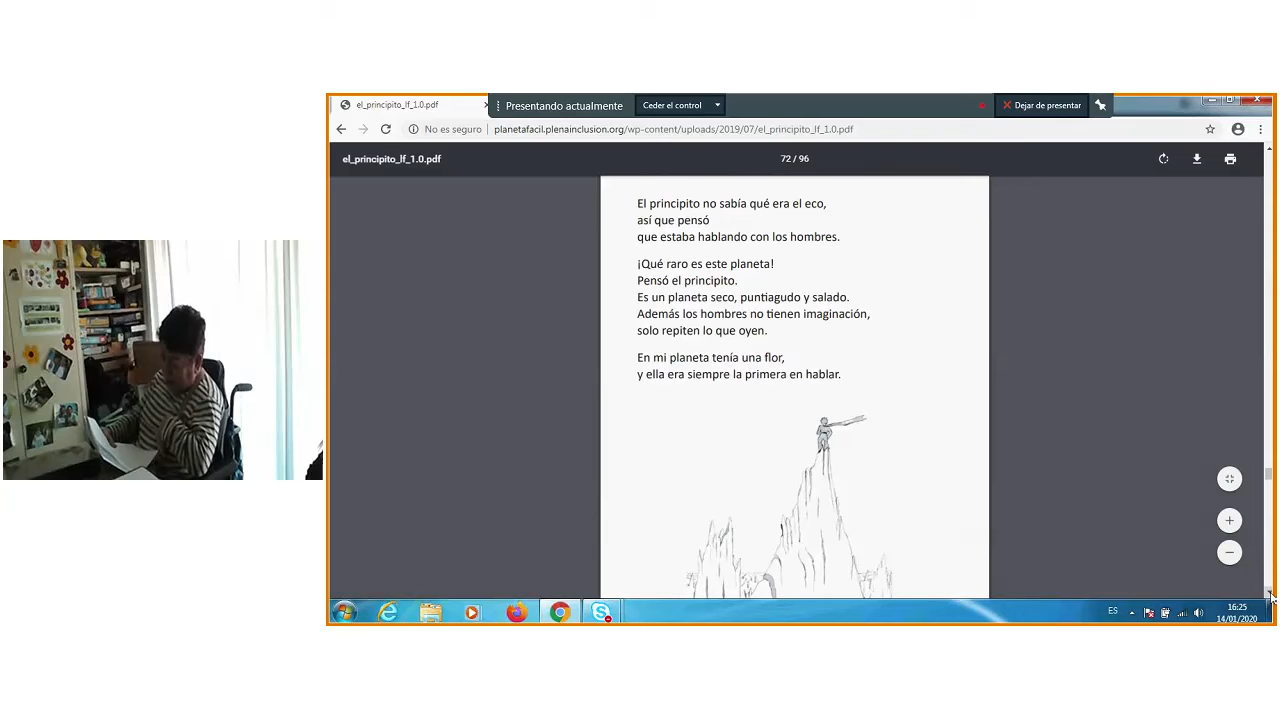 el_principito_lf_1.0.pdf
Presentando actualmente
Ceder el control
Dejar de presentar
No es seguro
planetafacil.plenainclusion.org/wp-content/uploads/2019/07/el_principito_lf_1.0.pdf
el_principito_lf_1.0.pdf
72 / 96
El principito no sabía qué era el eco,
así que pensó
que estaba hablando con los hombres.
¡Qué raro es este planeta!
Pensó el principito.
Es un planeta seco, puntiagudo y salado.
Además los hombres no tienen imaginación,
solo repiten lo que oyen.
En mi planeta tenía una flor,
y ella era siempre la primera en hablar.
ES
16:25
14/01/2020